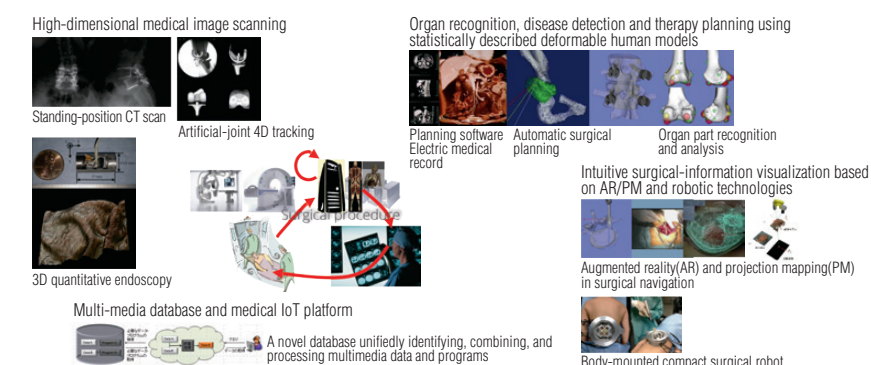 High-dimensional medical image scanning
Standing-position CT scan
Artificial-joint 4D tracking
3D quantitative endoscopy
Surgical procedure
Organ recognition, disease detection and therapy planning using
statistically described deformable human models
Planning software
Electric medical
record
Automatic surgical
planning
Organ part recognition
and analysis
Intuitive surgical-information visualization based
on AR/PM and robotic technologies
Augmented reality(AR) and projection mapping(PM)
in surgical navigation
Body-mounted compact surgical robot
Multi-media database and medical IoT platform
A novel database unifiedly identifying, combining, and
processing multimedia data and programs